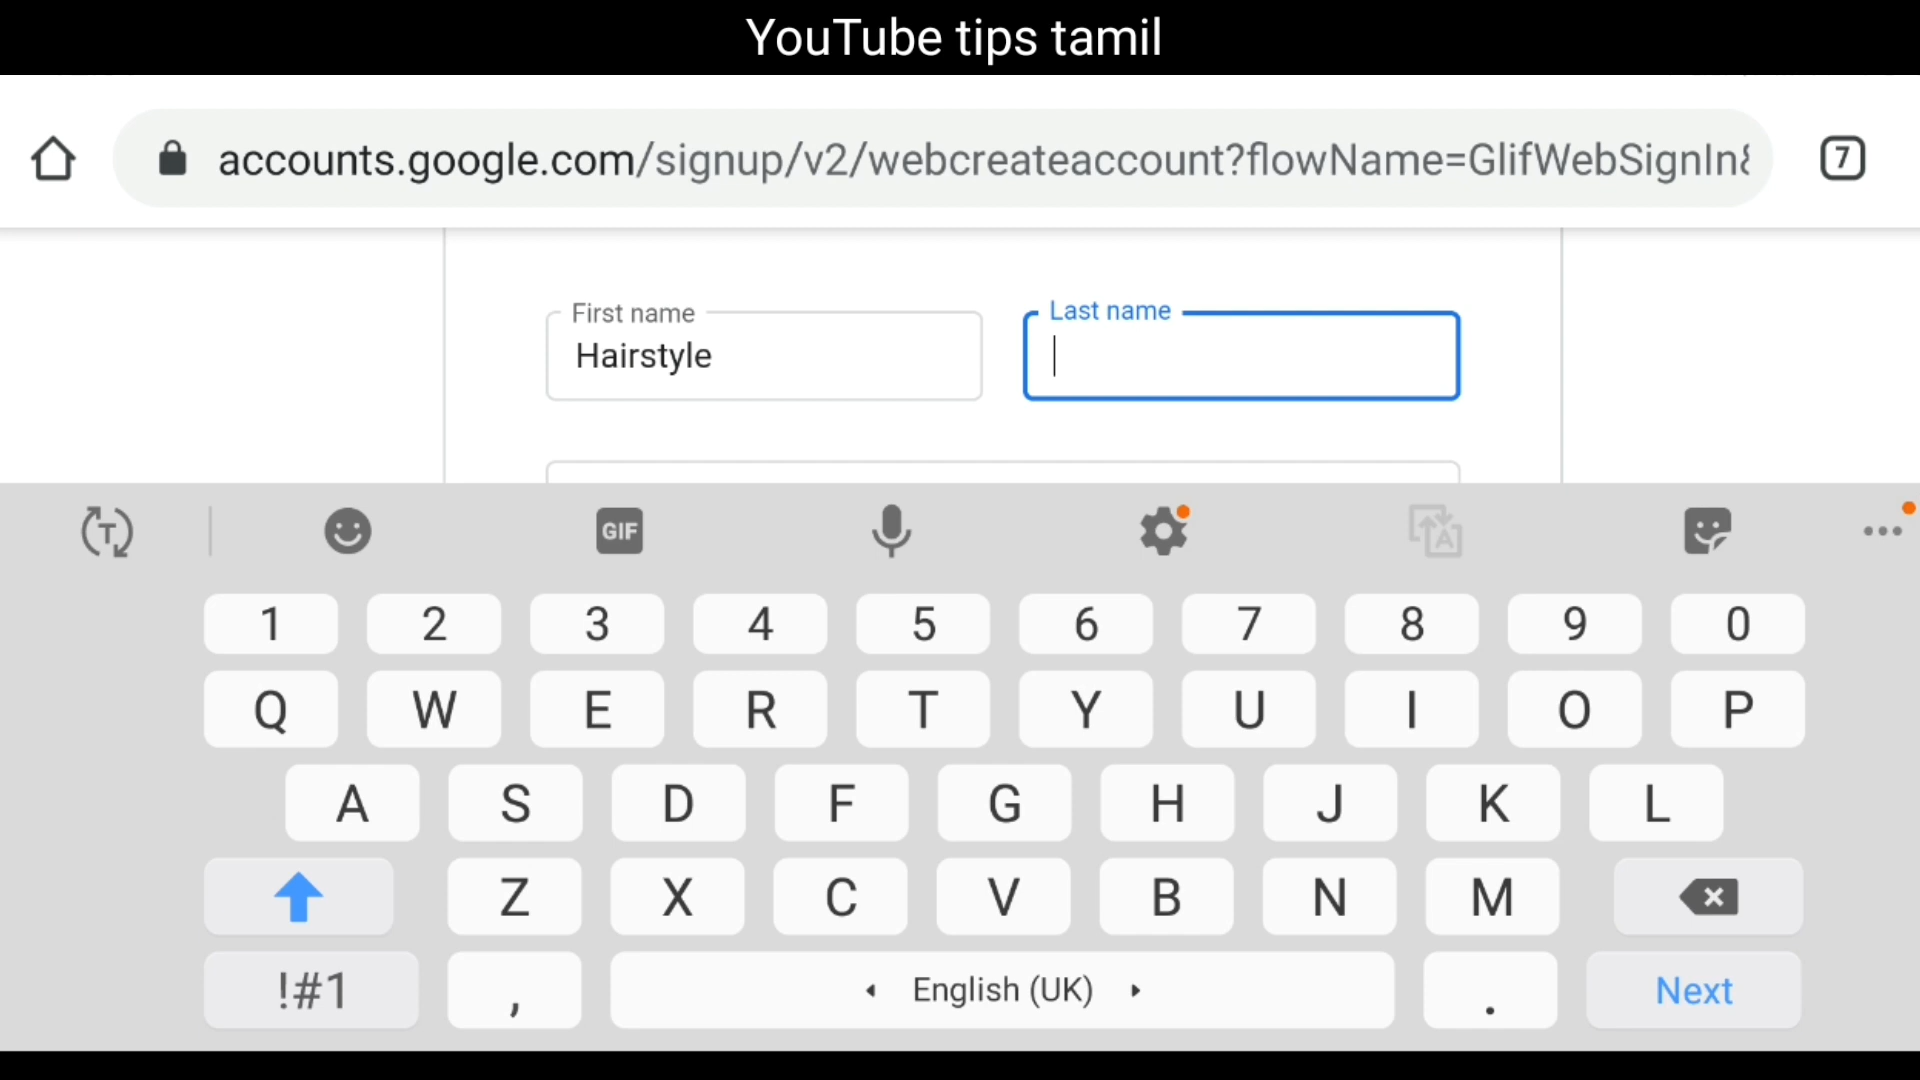 YouTube tips tamil
accounts.google.com/signup/v2/webcreateaccount?flowName=GlifWebSignIn&
7
First name
Last name
Hairstyle
T
GIF
A
1 2 3 4 5 6 7 8 9 0
Q W E R T Y U I O P
A S D F G H J K L
Z X C V B N M
!#1 , English (UK) . Next